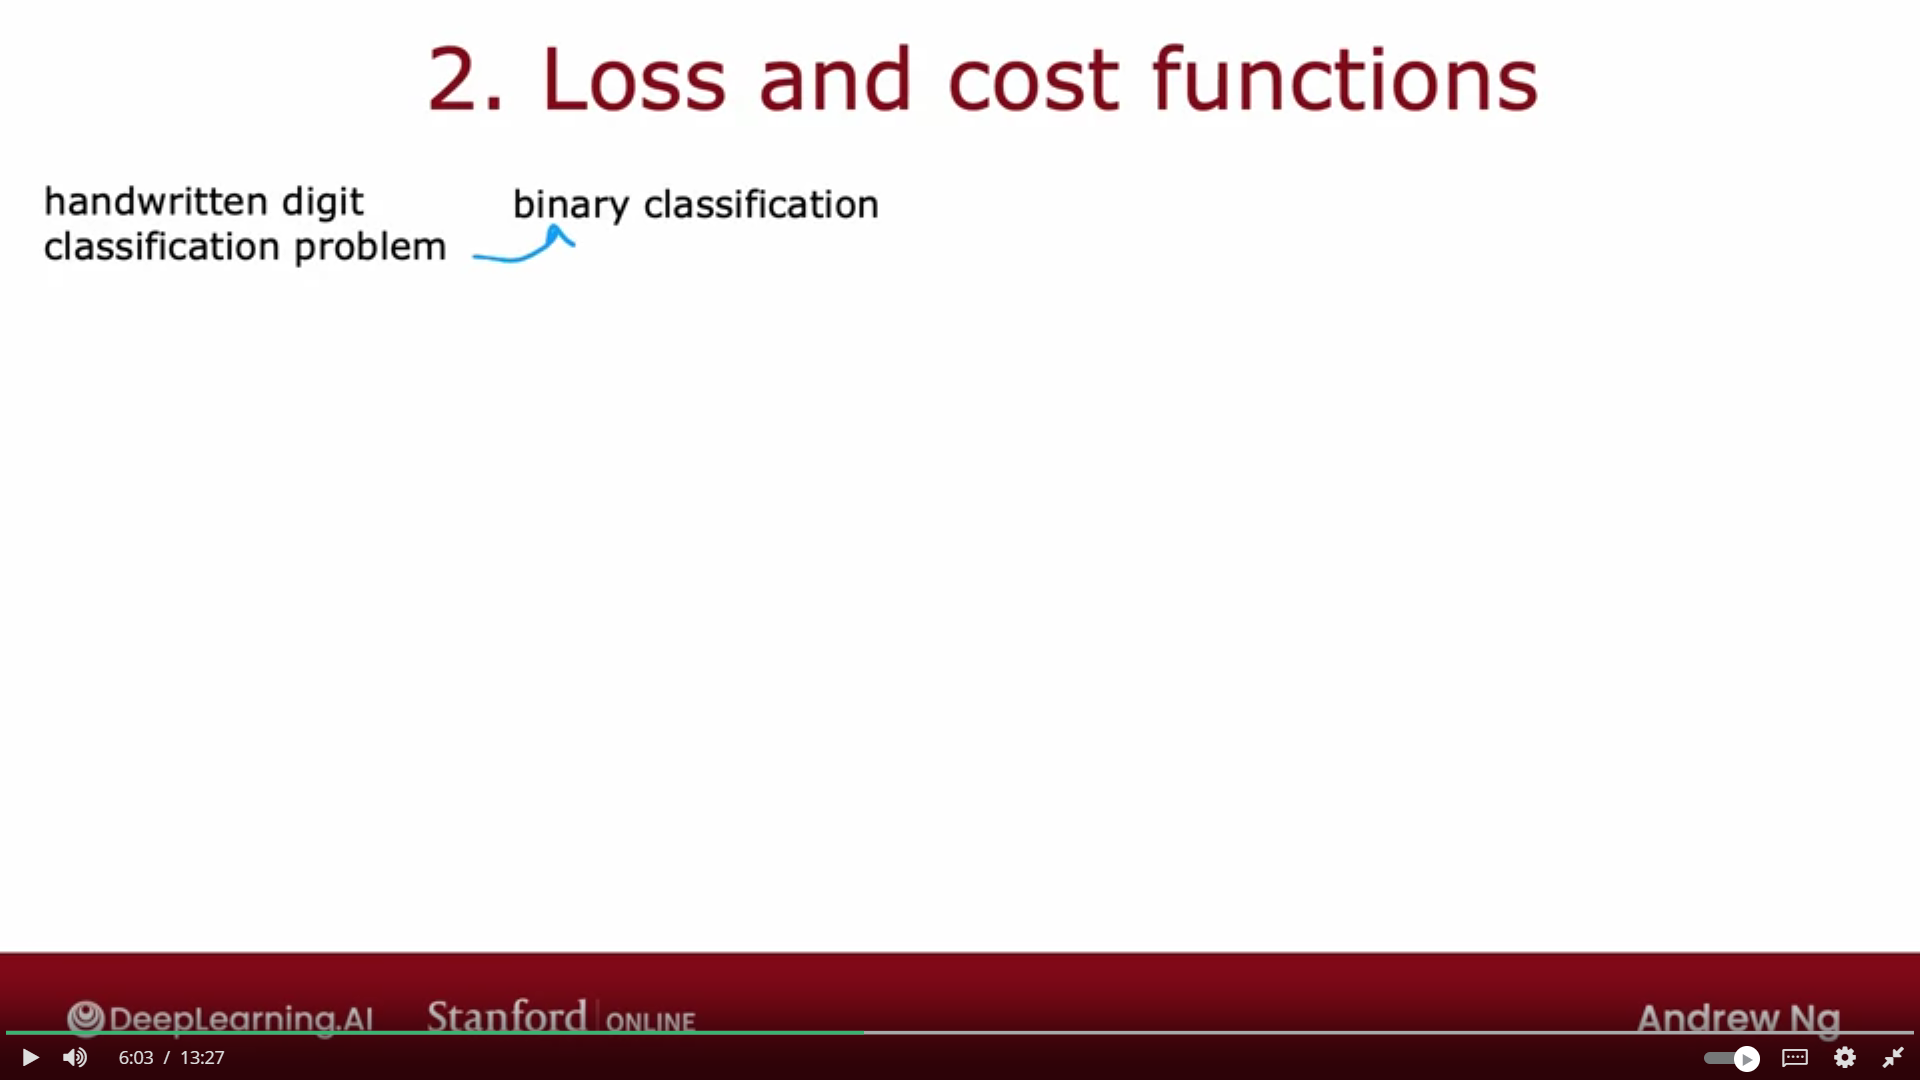 2. Loss and cost functions
handwritten digit
classification problem
binary classification
DeepLearning.AI
Stanford | ONLINE
Andrew Ng
6:03 / 13:27